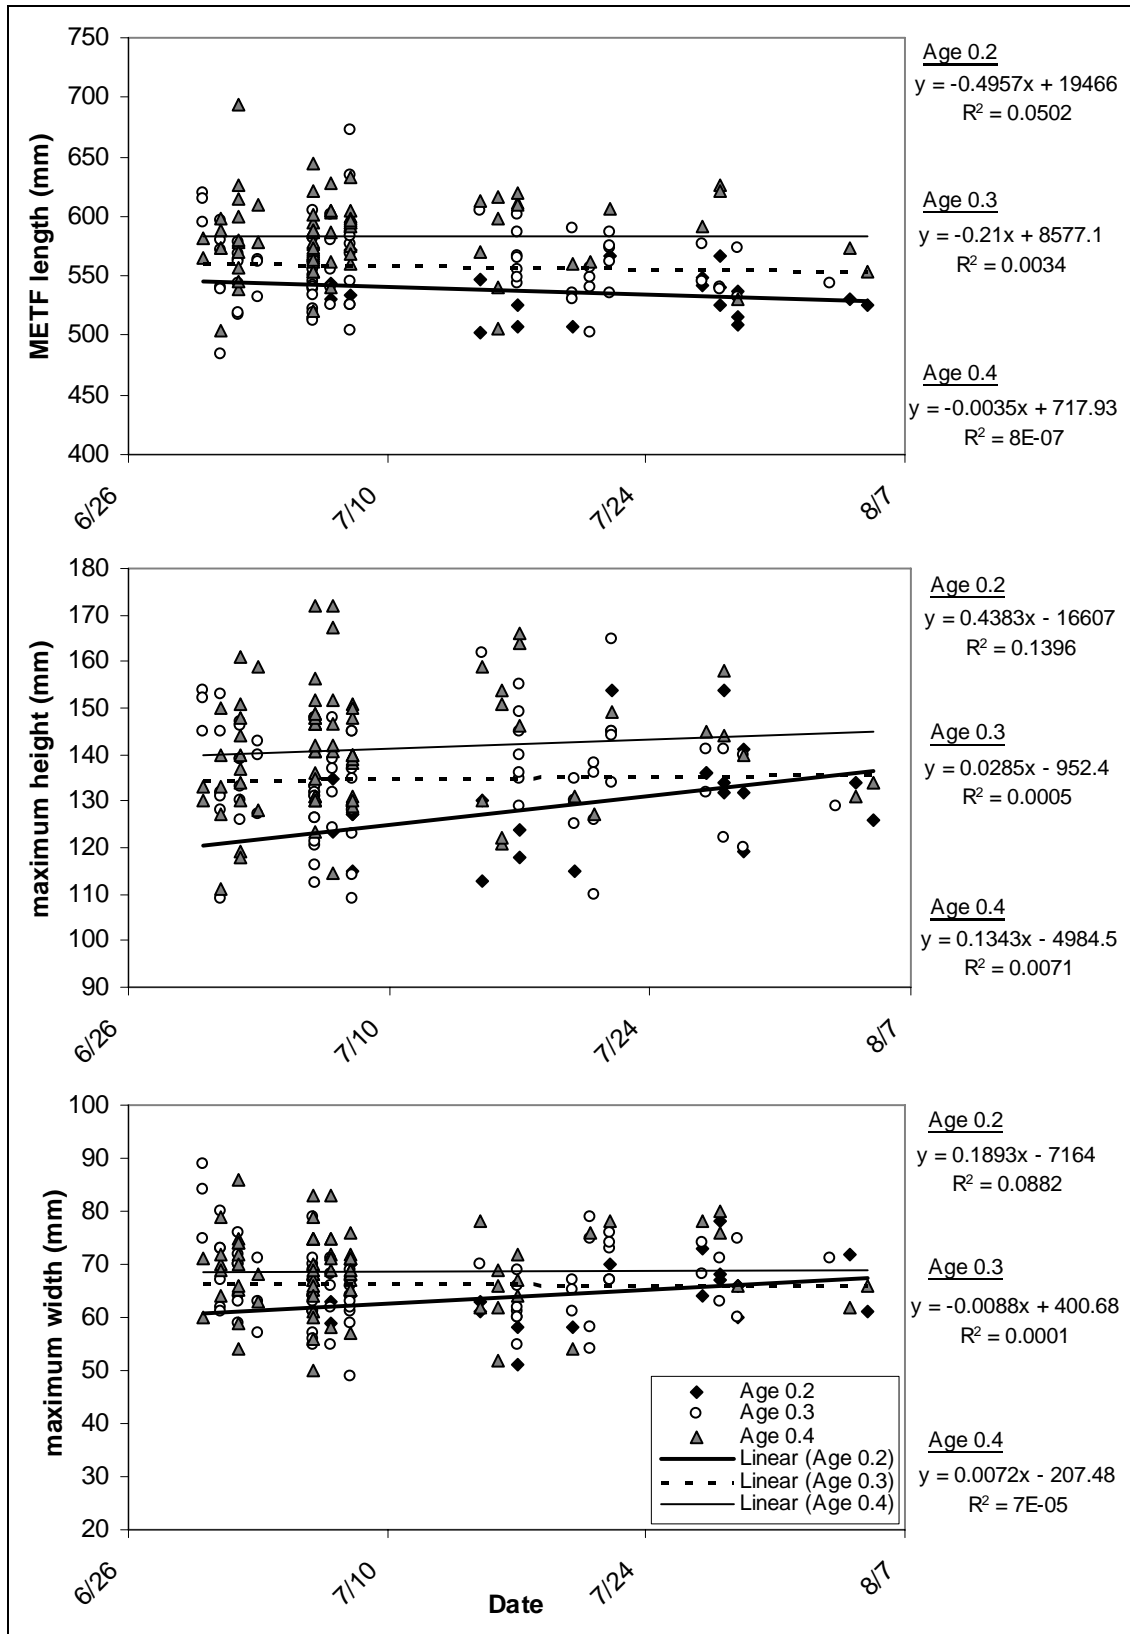 METF length (mm)
750
700
650
600
550
500
450
400
6/26
7/10
7/24
8/7
Age 0.2
y = -0.4957x + 19466
R² = 0.0502
Age 0.3
y = -0.21x + 8577.1
R² = 0.0034
Age 0.4
y = -0.0035x + 717.93
R² = 8E-07
maximum height (mm)
180
170
160
150
140
130
120
110
100
90
6/26
7/10
7/24
8/7
Age 0.2
y = 0.4383x - 16607
R² = 0.1396
Age 0.3
y = 0.0285x - 952.4
R² = 0.0005
Age 0.4
y = 0.1343x - 4984.5
R² = 0.0071
maximum width (mm)
100
90
80
70
60
50
40
30
20
6/26
7/10
7/24
8/7
Date
Age 0.2
Age 0.3
Age 0.4
Linear (Age 0.2)
Linear (Age 0.3)
Linear (Age 0.4)
Age 0.2
y = 0.1893x - 7164
R² = 0.0882
Age 0.3
y = -0.0088x + 400.68
R² = 0.0001
Age 0.4
y = 0.0072x - 207.48
R² = 7E-05